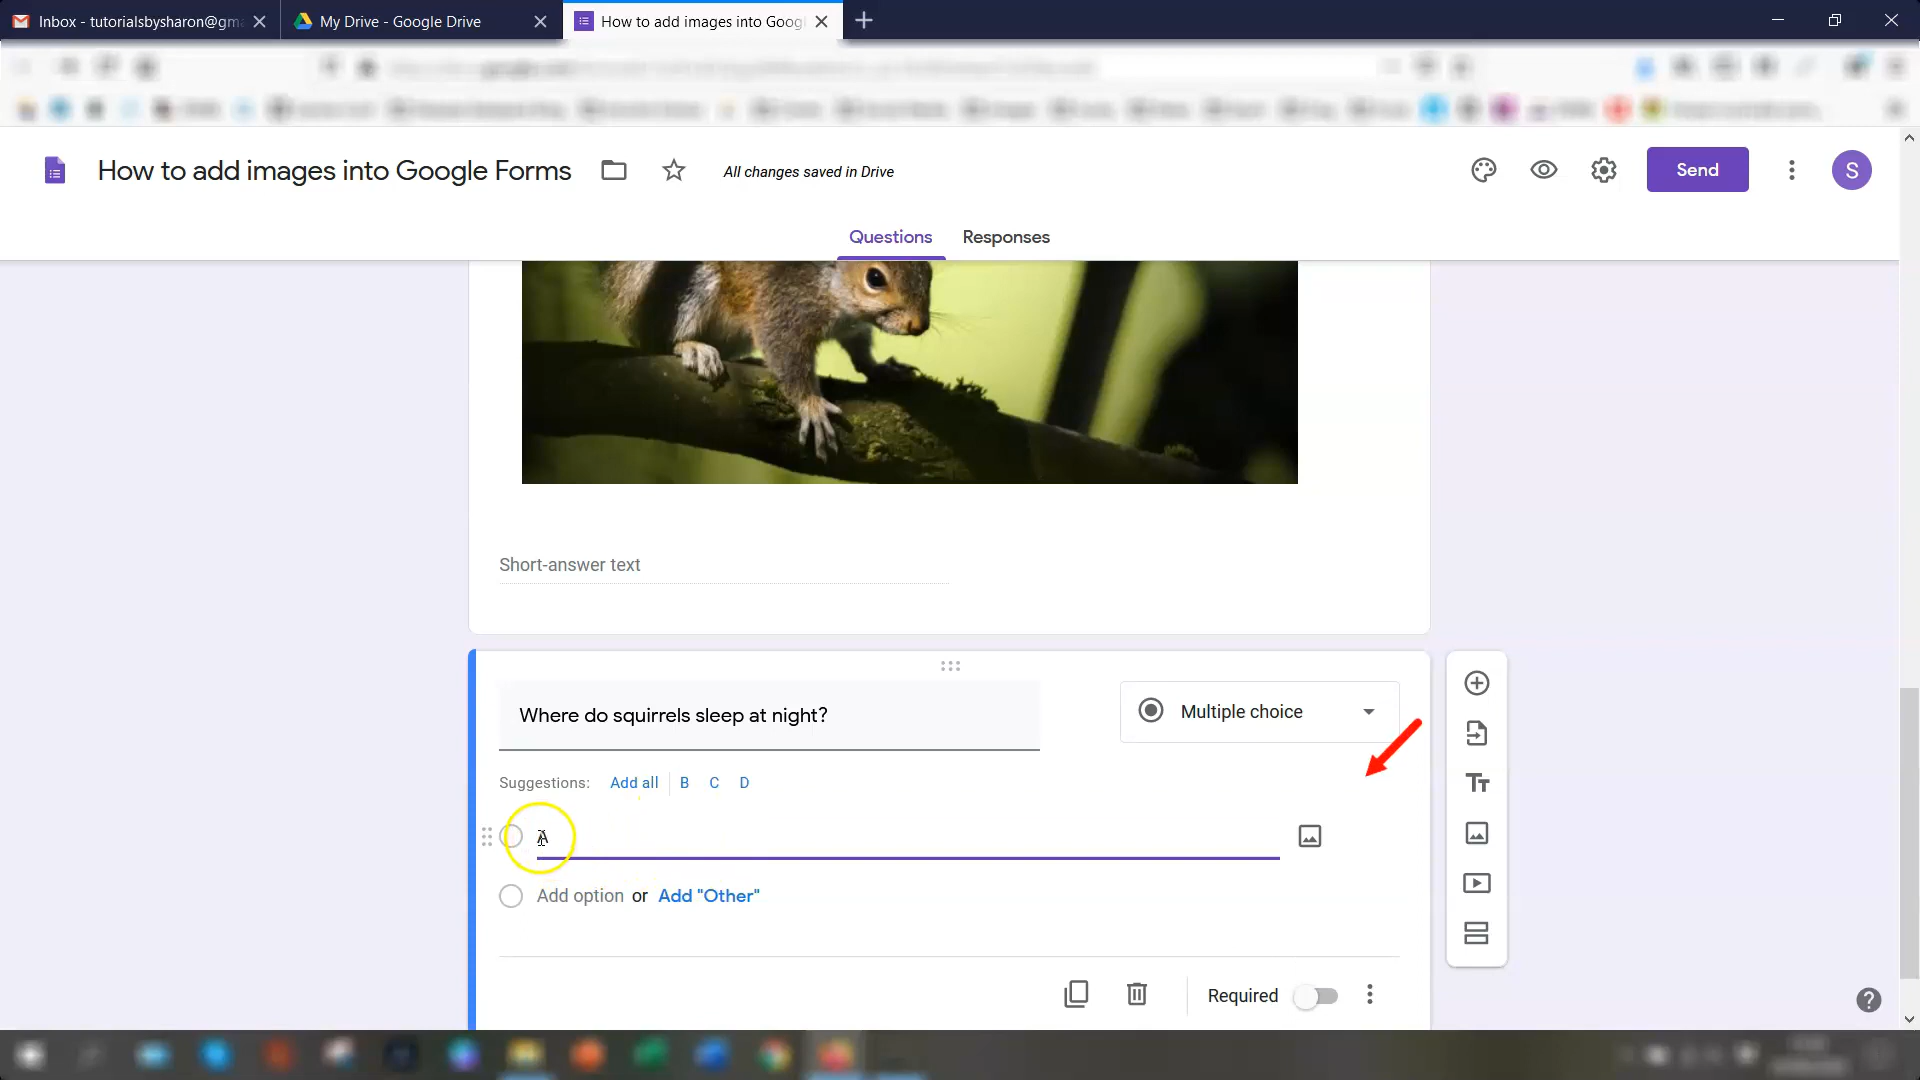 Inbox - tutorialsbysharon@gma
My Drive - Google Drive
How to add images into Goog
How to add images into Google Forms
All changes saved in Drive
Send
S
Questions
Responses
Short-answer text
Where do squirrels sleep at night?
Multiple choice
Suggestions: Add all B C D
A
Add option or Add "Other"
Required